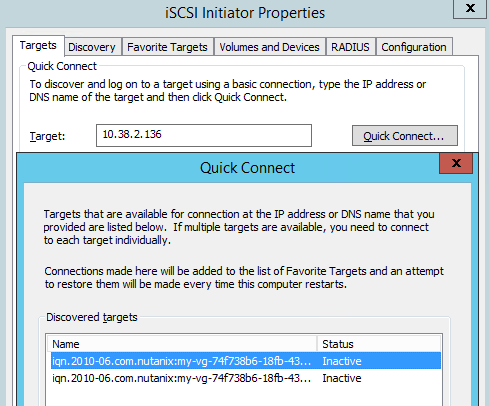 iSCSI Initiator Properties
x
Targets Discovery Favorite Targets Volumes and Devices RADIUS Configuration
Quick Connect
To discover and log on to a target using a basic connection, type the IP address or
DNS name of the target and then click Quick Connect.
Target: 10.38.2.136 Quick Connect...
Quick Connect
x
Targets that are available for connection at the IP address or DNS name that you
provided are listed below. If multiple targets are available, you need to connect
to each target individually.
Connections made here will be added to the list of Favorite Targets and an attempt
to restore them will be made every time this computer restarts.
Discovered targets
Name Status
iqn.2010-06.com.nutanix:my-vg-74f738b6-18fb-43... Inactive
iqn.2010-06.com.nutanix:my-vg-74f738b6-18fb-43... Inactive